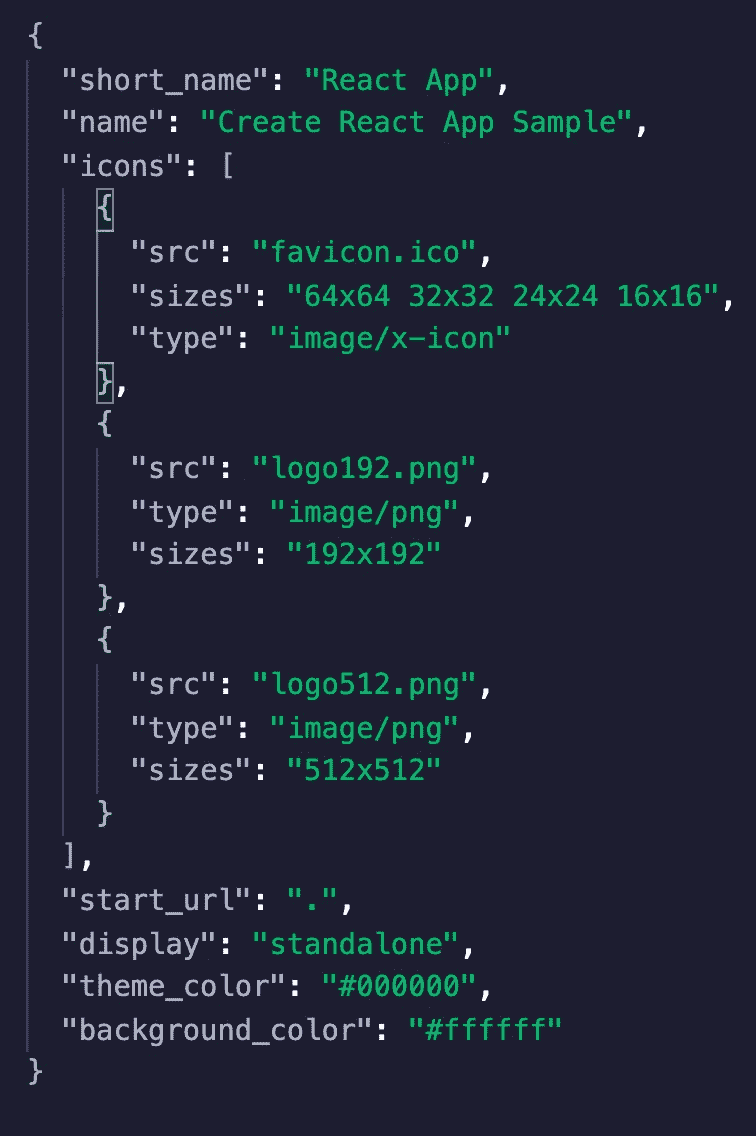 {
  "short_name": "React App",
  "name": "Create React App Sample",
  "icons": [
    {
      "src": "favicon.ico",
      "sizes": "64x64 32x32 24x24 16x16",
      "type": "image/x-icon"
    },
    {
      "src": "logo192.png",
      "type": "image/png",
      "sizes": "192x192"
    },
    {
      "src": "logo512.png",
      "type": "image/png",
      "sizes": "512x512"
    }
  ],
  "start_url": ".",
  "display": "standalone",
  "theme_color": "#000000",
  "background_color": "#ffffff"
}